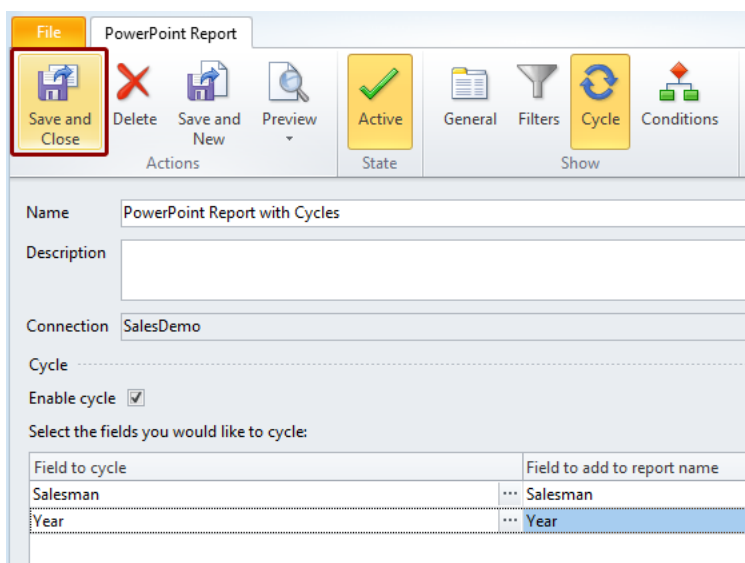 File PowerPoint Report
Save and Close Delete Save and New Preview Active General Filters Cycle Conditions
Actions State Show
Name PowerPoint Report with Cycles
Description
Connection SalesDemo
Cycle
Enable cycle
Select the fields you would like to cycle:
Field to cycle Field to add to report name
Salesman ... Salesman
Year ... Year